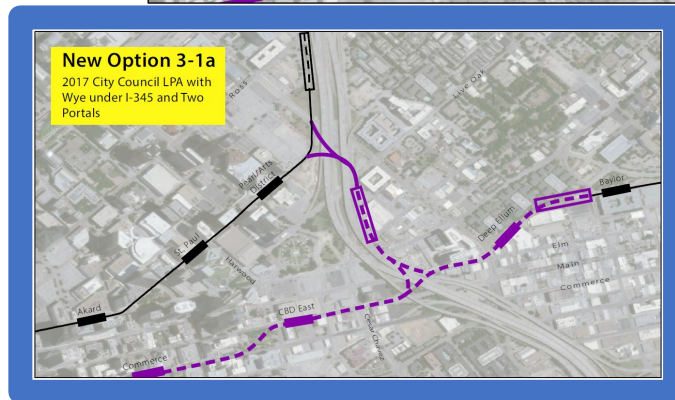 New Option 3-1a
2017 City Council LPA with
Wye under I-345 and Two
Portals
Ross
Live Oak
Pearl/Arts
District
Baylor
St. Paul
Harwood
Deep Ellum
Elm
Main
Commerce
Akard
CBD East
Cesar Chavez
Commerce